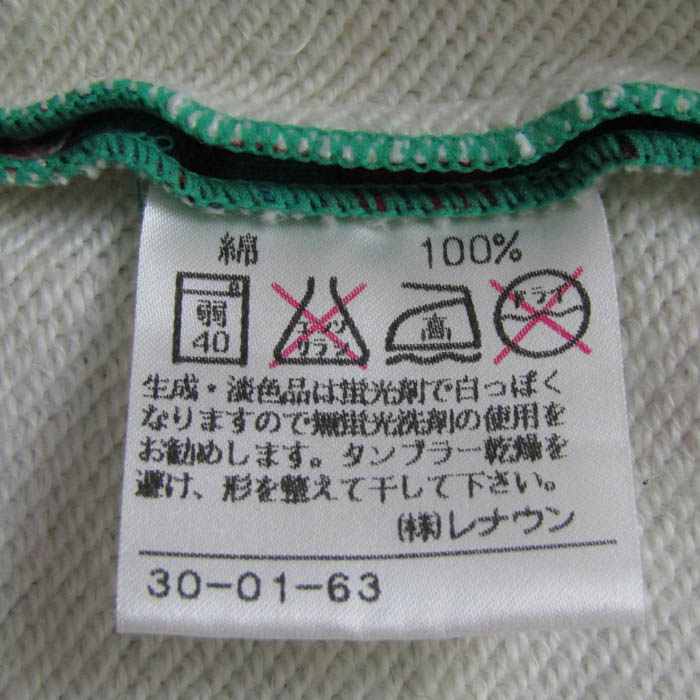 綿 100%
弱 エンソ 高 ドライ
40 サラシ
生成・淡色品は蛍光剤で白っぽく
なりますので無蛍光洗剤の使用を
お勧めします。タンブラー乾燥を
避け、形を整えて干して下さい。
(株)レナウン
30-01-63